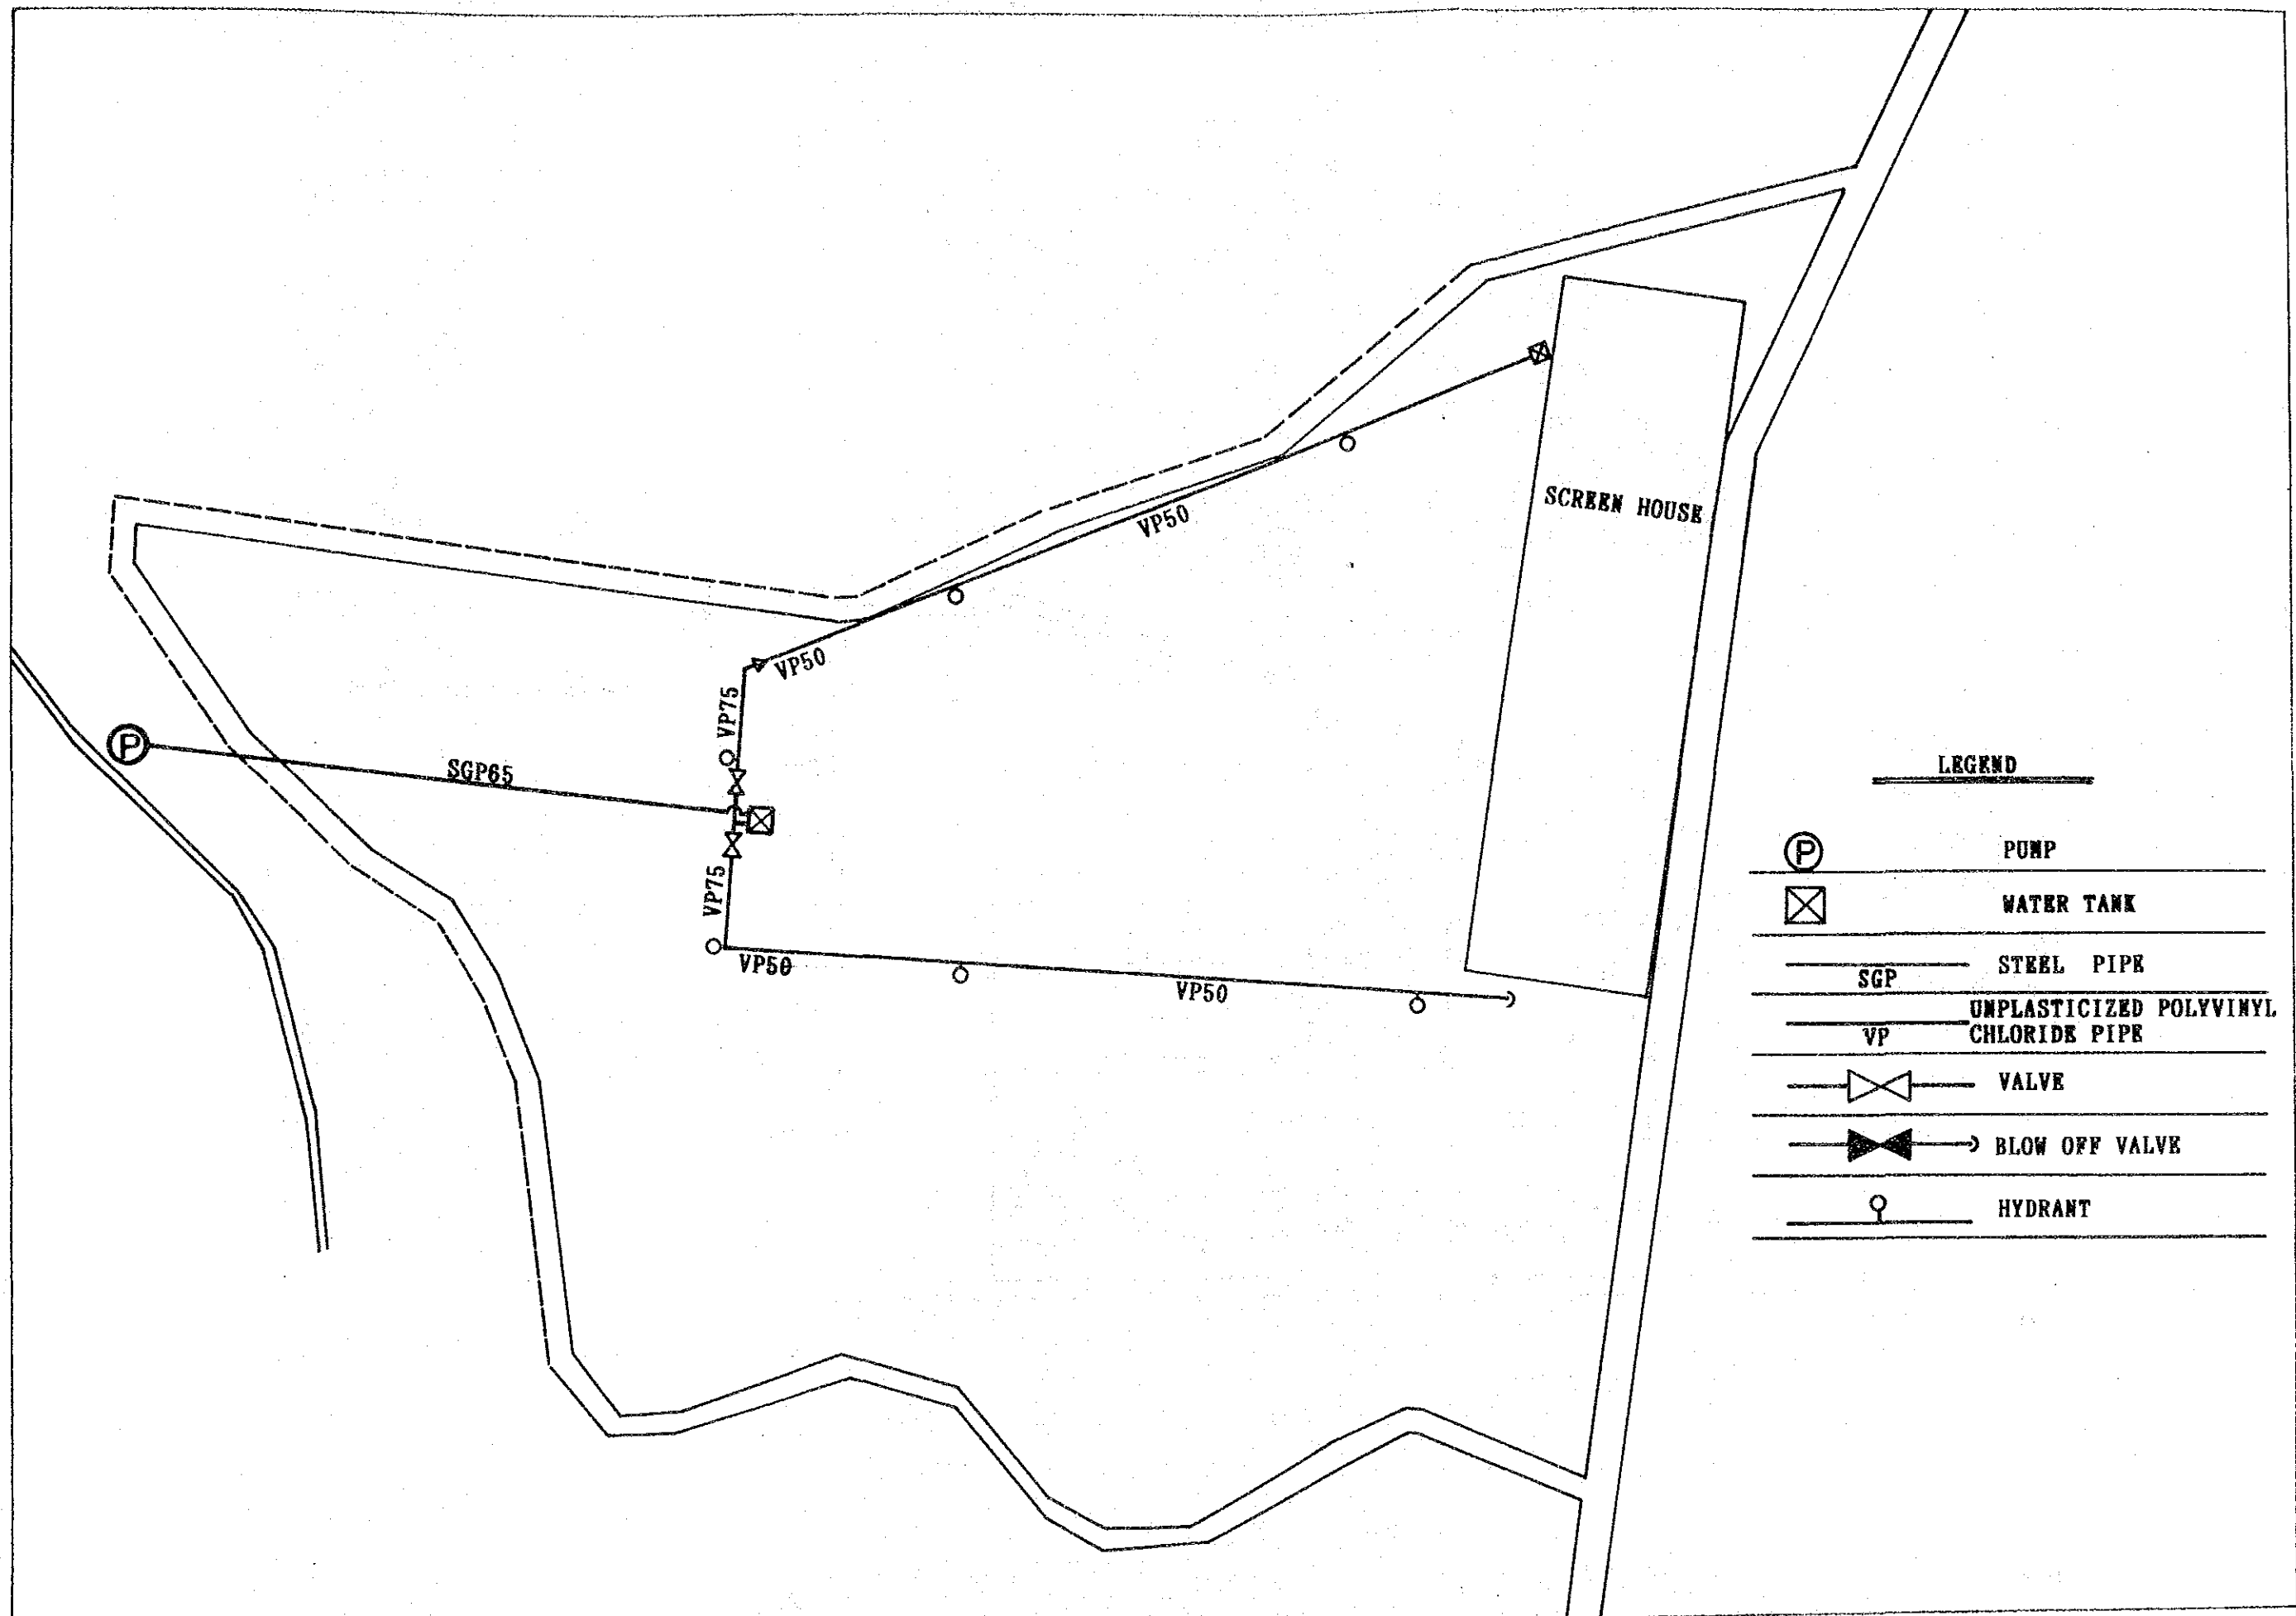 SCREEN HOUSE
VP50
VP50
VP75
P
SGP65
VP75
VP50
VP50
LEGEND
P PUMP
WATER TANK
SGP STEEL PIPE
VP UNPLASTICIZED POLYVINYL
CHLORIDE PIPE
VALVE
BLOW OFF VALVE
HYDRANT